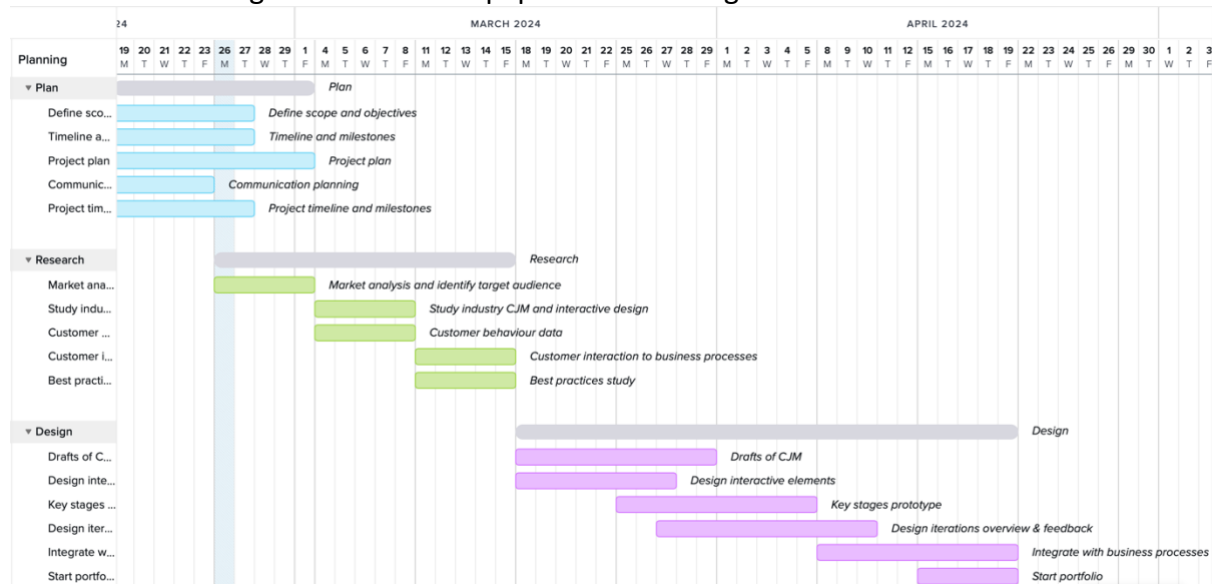 24 MARCH 2024 APRIL 2024
Planning
19 20 21 22 23 26 27 28 29 1 4 5 6 7 8 11 12 13 14 15 18 19 20 21 22 25 26 27 28 29 1 2 3 4 5 8 9 10 11 12 15 16 17 18 19 22 23 24 25 26 29 30 1 2 3
M T W T F M T W T F M T W T F M T W T F M T W T F M T W T F M T W T F M T W T F M T W T F M T W T F M T W T F
Plan Plan
Define sco... Define scope and objectives
Timeline a... Timeline and milestones
Project plan Project plan
Communic... Communication planning
Project tim... Project timeline and milestones
Research Research
Market ana... Market analysis and identify target audience
Study indu... Study industry CJM and interactive design
Customer ... Customer behaviour data
Customer i... Customer interaction to business processes
Best practi... Best practices study
Design Design
Drafts of C... Drafts of CJM
Design inte... Design interactive elements
Key stages ... Key stages prototype
Design iter... Design iterations overview & feedback
Integrate w... Integrate with business processes
Start portfo... Start portfolio